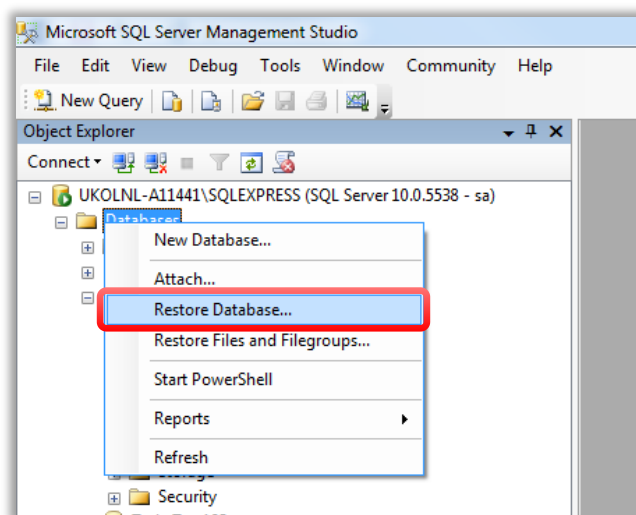 Microsoft SQL Server Management Studio
File Edit View Debug Tools Window Community Help
New Query
Object Explorer
Connect
UKOLNL-A11441\SQLEXPRESS (SQL Server 10.0.5538 - sa)
Databases
New Database...
Attach...
Restore Database...
Restore Files and Filegroups...
Start PowerShell
Reports
Refresh
Storage
Security